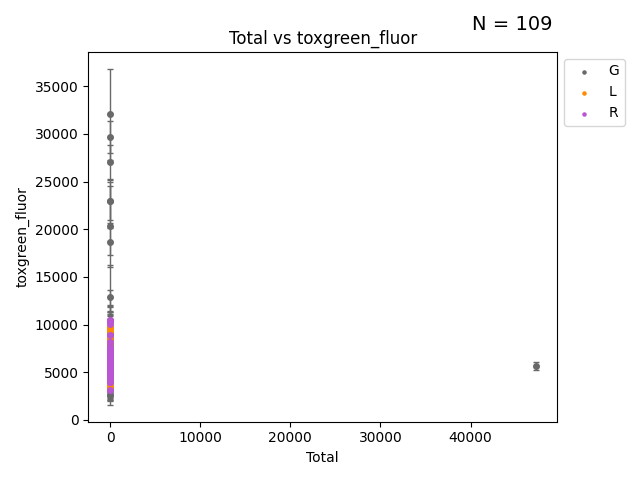 N = 109
Total vs toxgreen_fluor
G
L
R
35000
30000
25000
20000
15000
10000
5000
0
toxgreen_fluor
0 10000 20000 30000 40000
Total